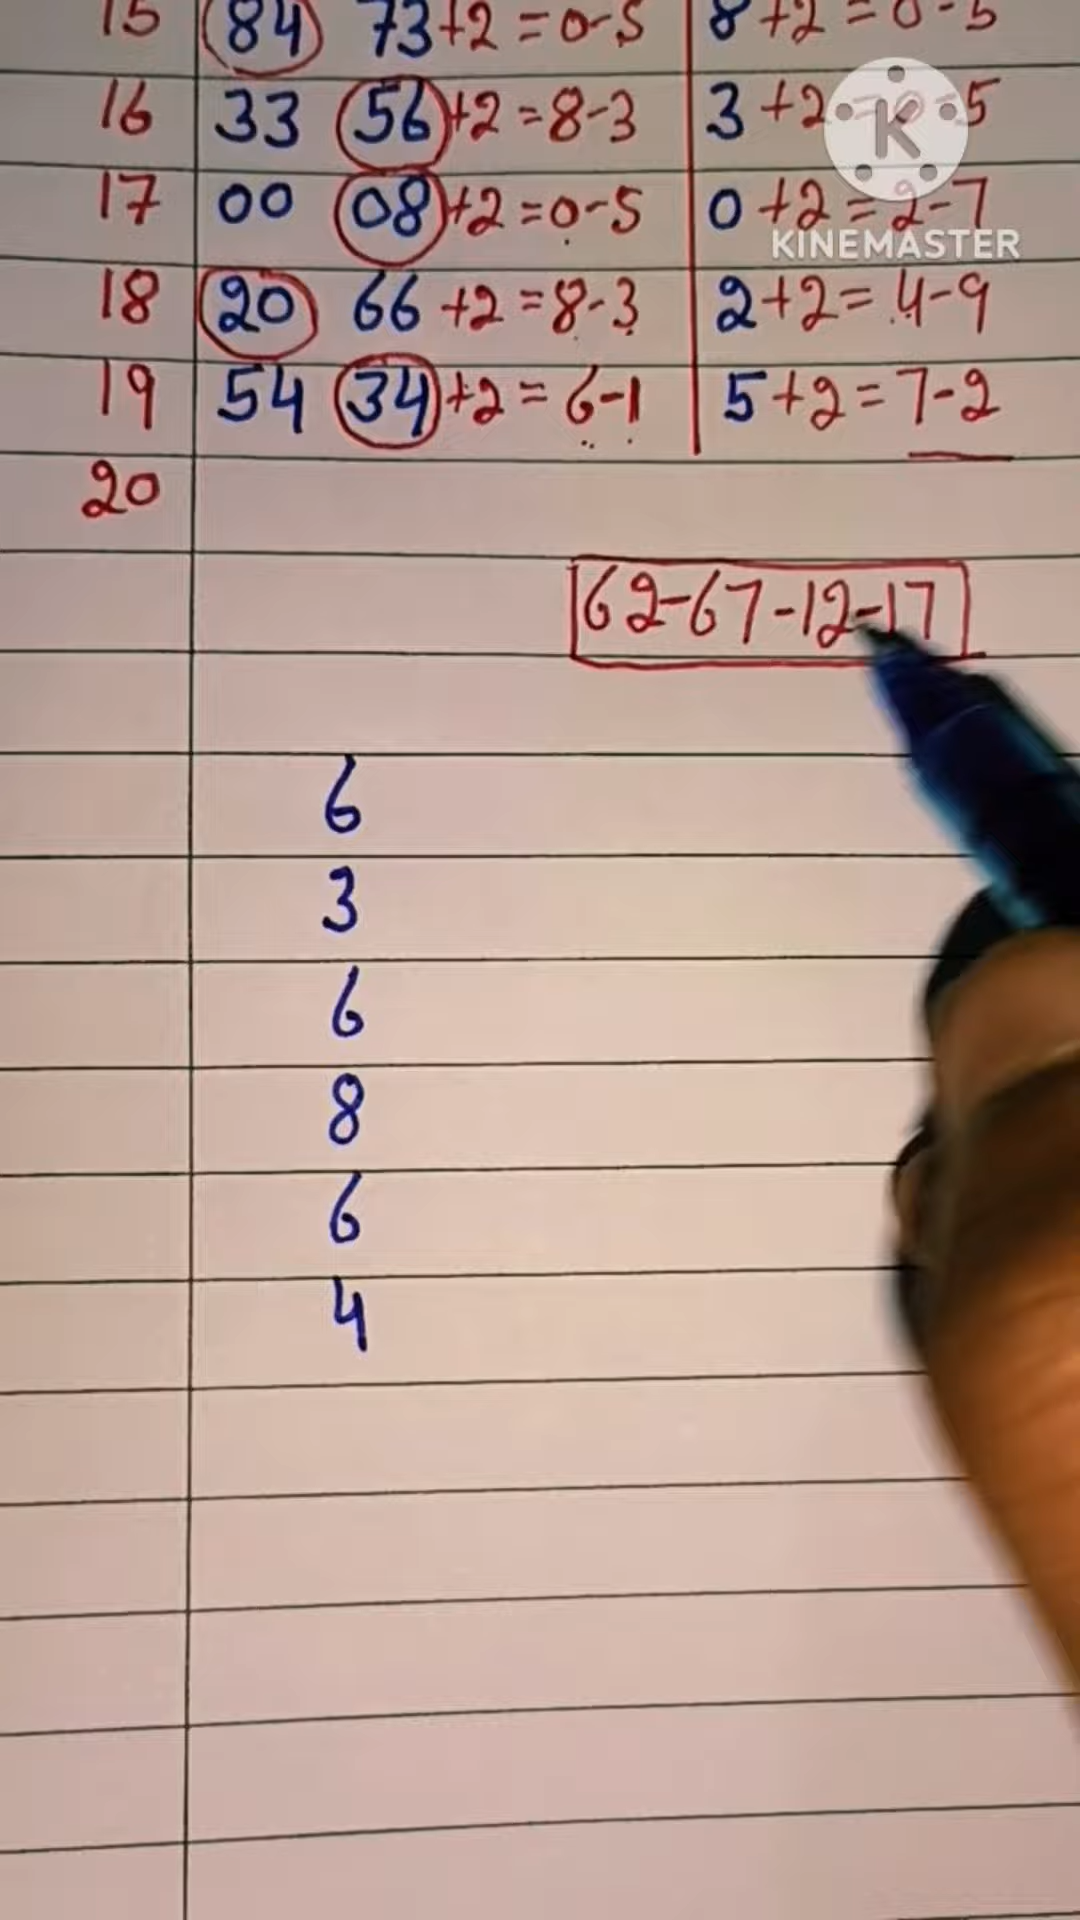 15 84 73+2=0-5 8+2=0-5
16 33 56+2=8-3 3+2 5
K
17 00 08+2=0-5 0+2=2-7
KINEMASTER
18 20 66+2=8-3 2+2=4-9
19 54 34+2=6-1 5+2=7-2
20
62-67-12-17
6
3
6
8
6
4